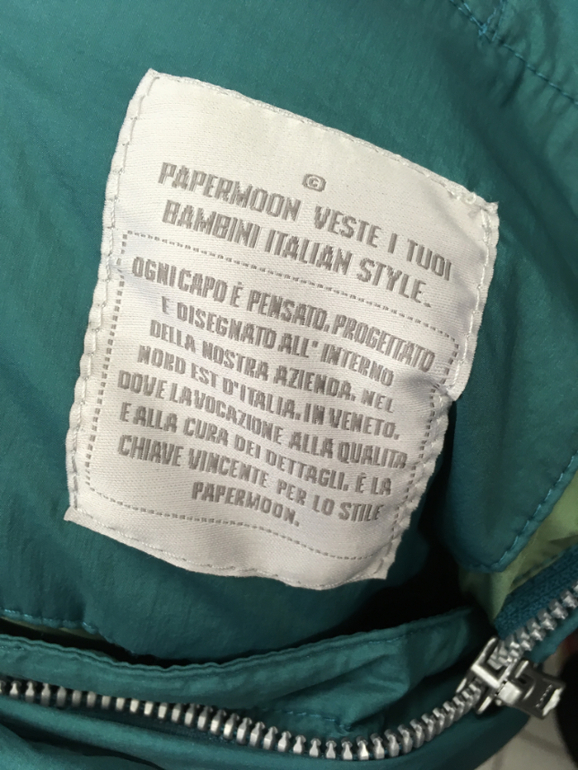 ©
PAPERMOON VESTE I TUOI
BAMBINI ITALIAN STYLE.
OGNI CAPO È PENSATO, PROGETTATO
E DISEGNATO ALL' INTERNO
DELLA NOSTRA AZIENDA. NEL
NORD EST D'ITALIA. IN VENETO.
DOVE LA VOCAZIONE ALLA QUALITA
E ALLA CURA DEI DETTAGLI. É LA
CHIAVE VINCENTE PER LO STILE
PAPERMOON.